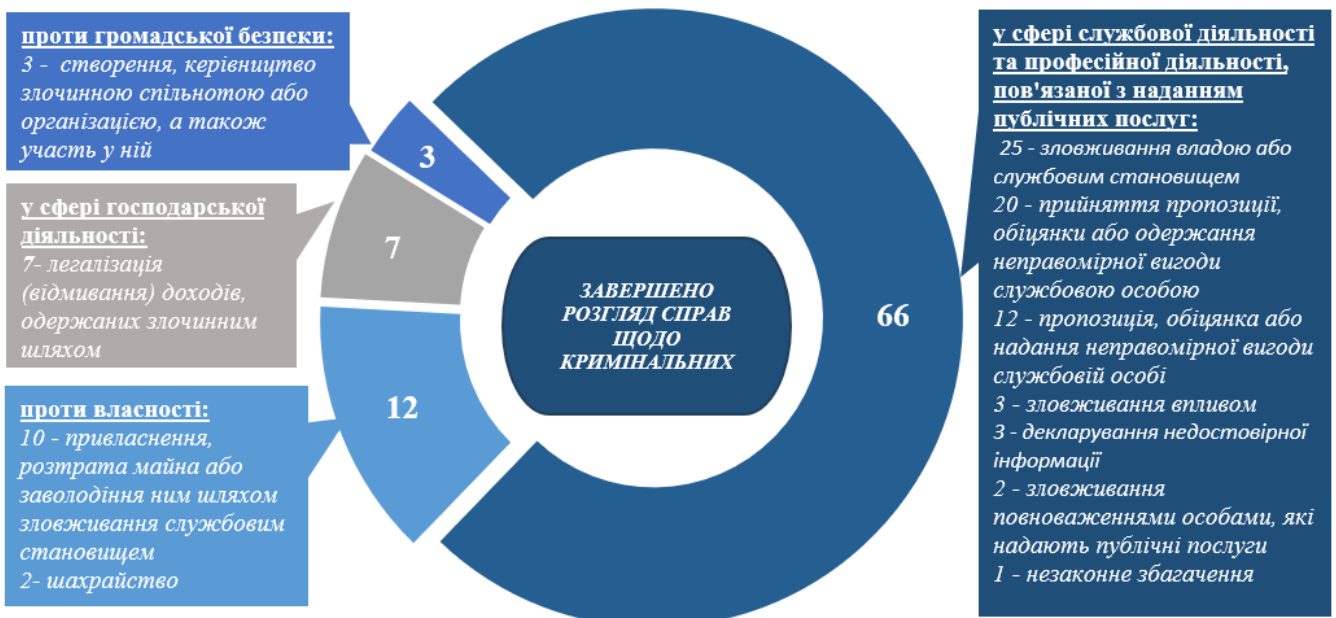 проти громадської безпеки:
3 - створення, керівництво
злочинною спільнотою або
організацією, а також
участь у ній
у сфері господарської
діяльності:
7- легалізація
(відмивання) доходів,
одержаних злочинним
шляхом
проти власності:
10 - привласнення,
розтрата майна або
заволодіння ним шляхом
зловживання службовим
становищем
2- шахрайство
3
7
12
66
ЗАВЕРШЕНО
РОЗГЛЯД СПРАВ
ЩОДО
КРИМІНАЛЬНИХ
у сфері службової діяльності
та професійної діяльності,
пов'язаної з наданням
публічних послуг:
25 - зловживання владою або
службовим становищем
20 - прийняття пропозиції,
обіцянки або одержання
неправомірної вигоди
службовою особою
12 - пропозиція, обіцянка або
надання неправомірної вигоди
службовій особі
3 - зловживання впливом
3 - декларування недостовірної
інформації
2 - зловживання
повноваженнями особами, які
надають публічні послуги
1 - незаконне збагачення